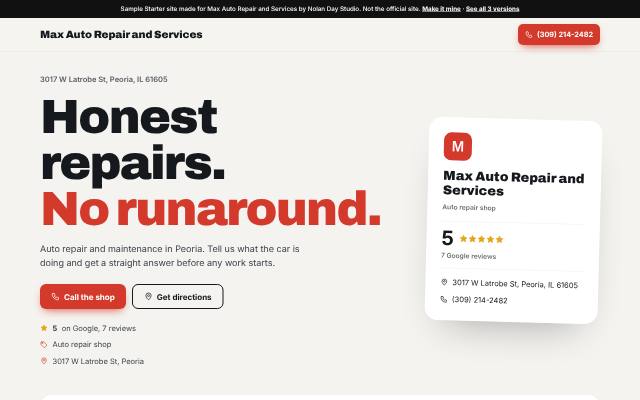 Sample Starter site made for Max Auto Repair and Services by Nolan Day Studio. Not the official site. Make it mine · See all 3 versions
Max Auto Repair and Services
(309) 214-2482
3017 W Latrobe St, Peoria, IL 61605
Honest
repairs.
No runaround.
Auto repair and maintenance in Peoria. Tell us what the car is
doing and get a straight answer before any work starts.
Call the shop
Get directions
5 on Google, 7 reviews
Auto repair shop
3017 W Latrobe St, Peoria
M
Max Auto Repair and
Services
Auto repair shop
5
7 Google reviews
3017 W Latrobe St, Peoria, IL 61605
(309) 214-2482